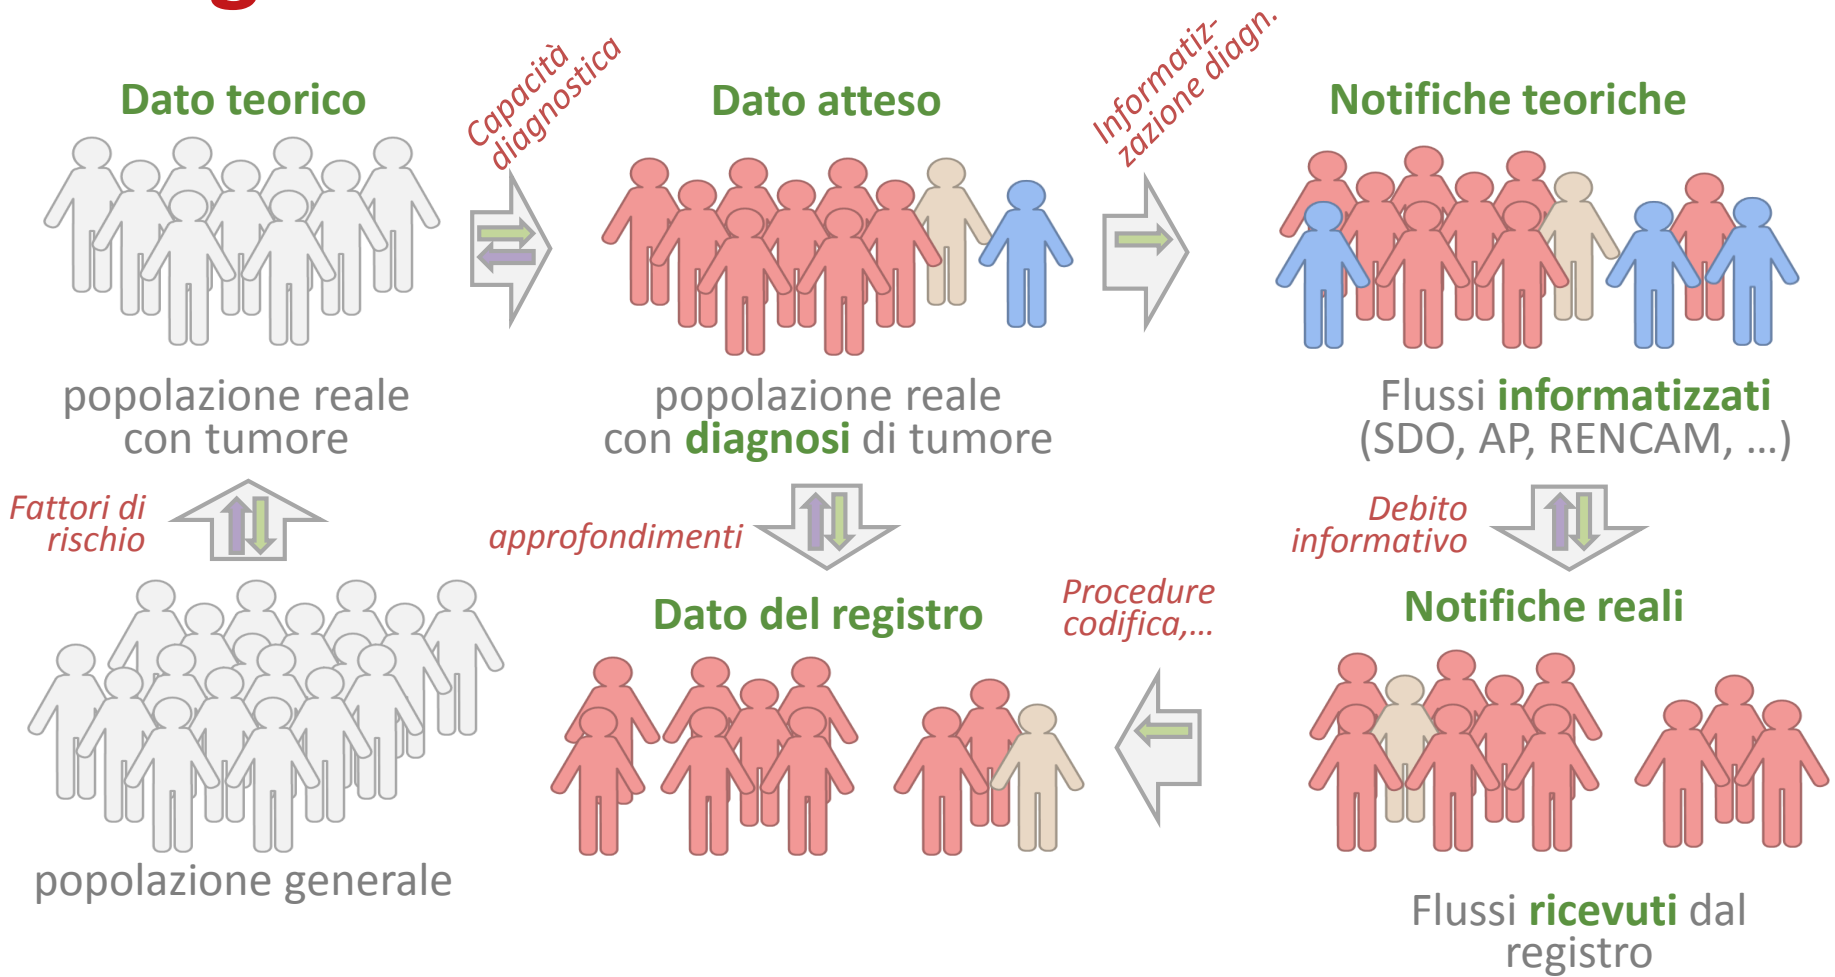 Dato teorico
Capacità
diagnostica
Dato atteso
Informatiz-
zazione diagn.
Notifiche teoriche
popolazione reale
con tumore
popolazione reale
con diagnosi di tumore
Flussi informatizzati
(SDO, AP, RENCAM, ...)
Fattori di
rischio
approfondimenti
Debito
informativo
Dato del registro
Procedure
codifica,...
Notifiche reali
popolazione generale
Flussi ricevuti dal
registro